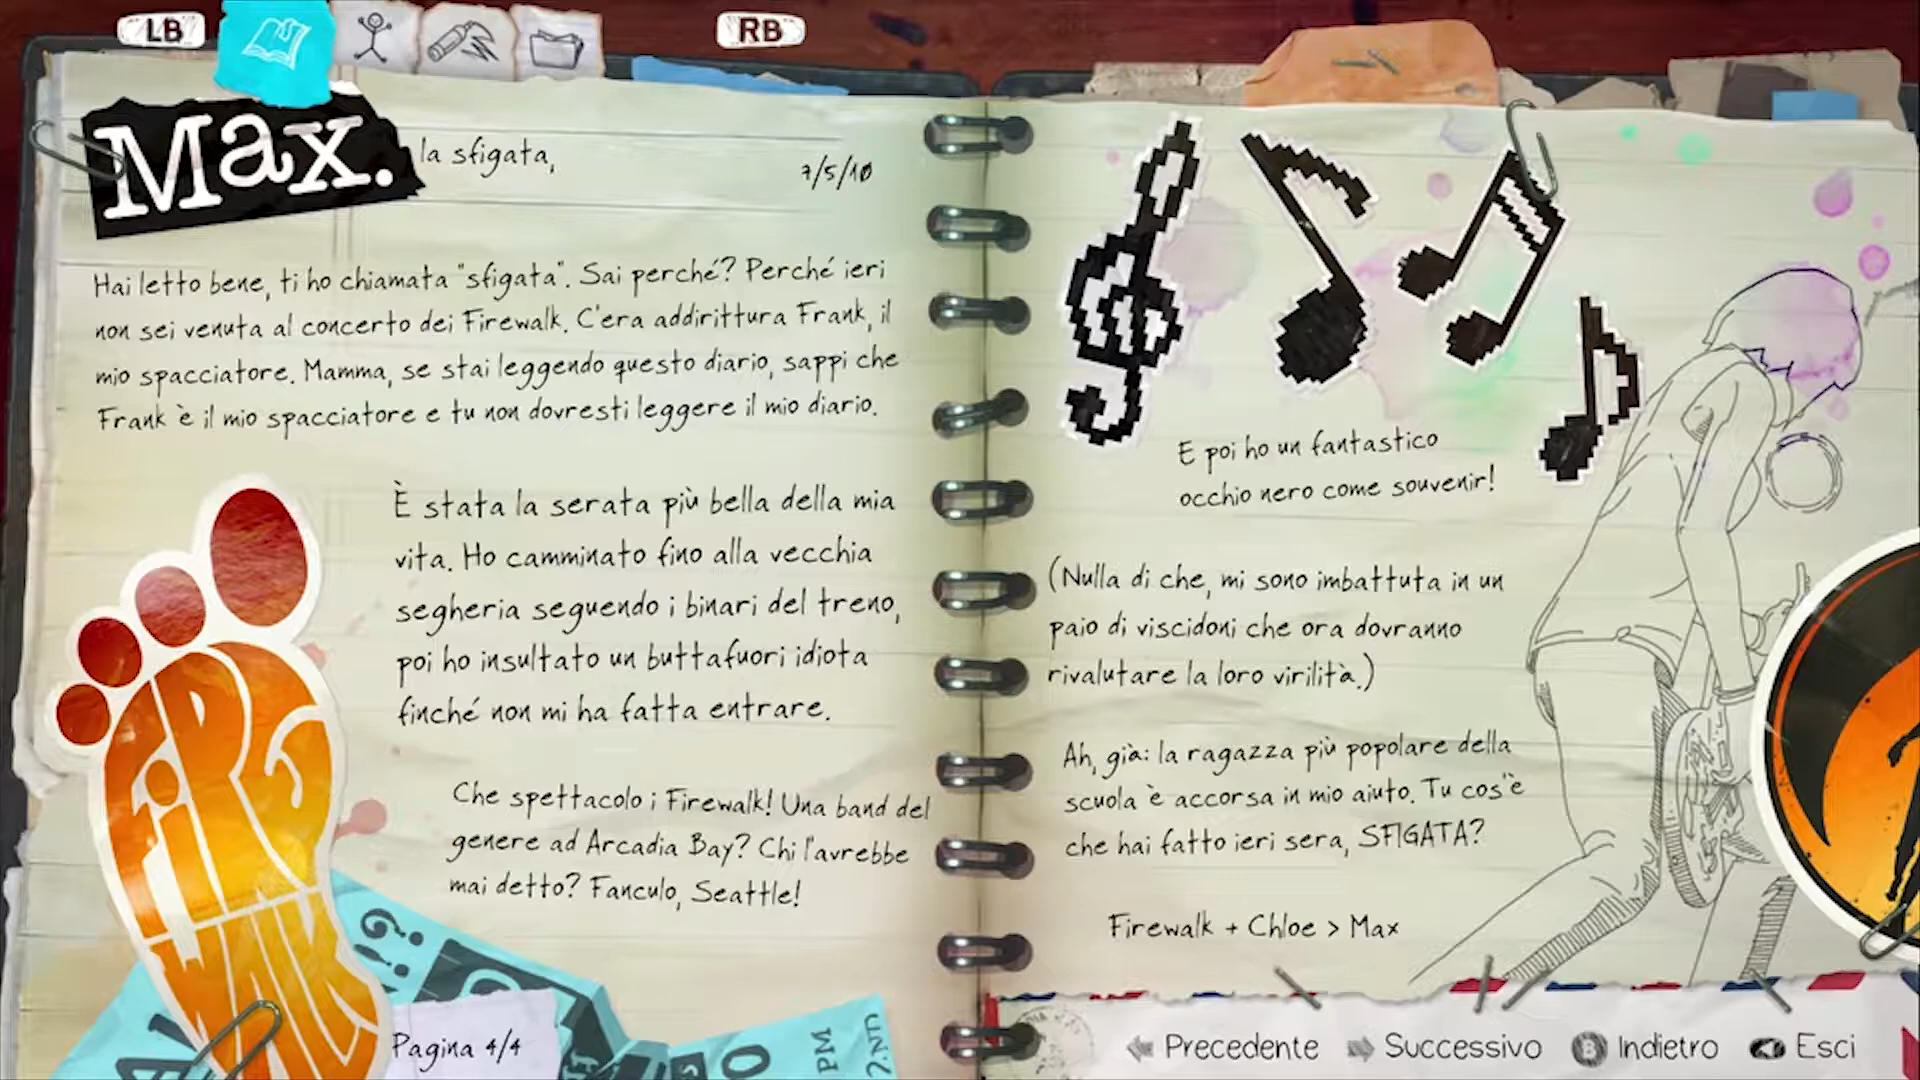 LB
RB
Max.
la sfigata,
7/5/10
Hai letto bene, ti ho chiamata "sfigata". Sai perché? Perché ieri
non sei venuta al concerto dei Firewalk. C'era addirittura Frank, il
mio spacciatore. Mamma, se stai leggendo questo diario, sappi che
Frank è il mio spacciatore e tu non dovresti leggere il mio diario.
È stata la serata più bella della mia
vita. Ho camminato fino alla vecchia
segheria seguendo i binari del treno,
poi ho insultato un buttafuori idiota
finché non mi ha fatta entrare.
Che spettacolo i Firewalk! Una band del
genere ad Arcadia Bay? Chi l'avrebbe
mai detto? Fanculo, Seattle!
FiRE
WALK
Pagina 4/4
PM
E poi ho un fantastico
occhio nero come souvenir!
(Nulla di che, mi sono imbattuta in un
paio di viscidoni che ora dovranno
rivalutare la loro virilità.)
Ah, già: la ragazza più popolare della
scuola è accorsa in mio aiuto. Tu cos'è
che hai fatto ieri sera, SFIGATA?
Firewalk + Chloe > Max
Precedente Successivo B Indietro Esci